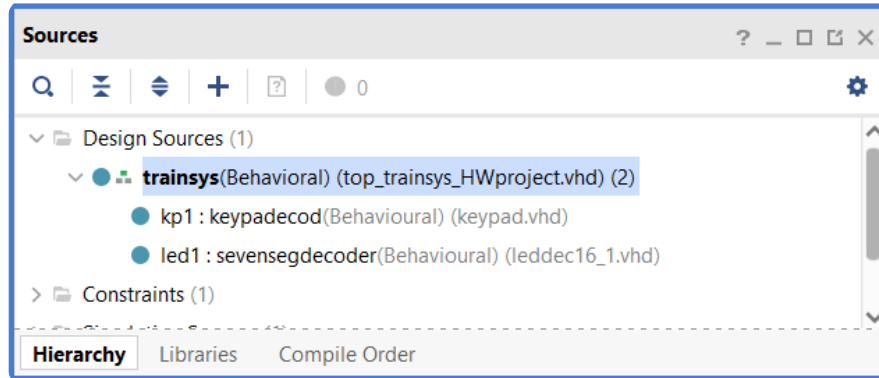 Sources
? 0
Design Sources (1)
trainsys(Behavioral) (top_trainsys_HWproject.vhd) (2)
kp1 : keypadecod(Behavioural) (keypad.vhd)
led1 : sevensegdecoder(Behavioural) (leddec16_1.vhd)
Constraints (1)
Hierarchy Libraries Compile Order